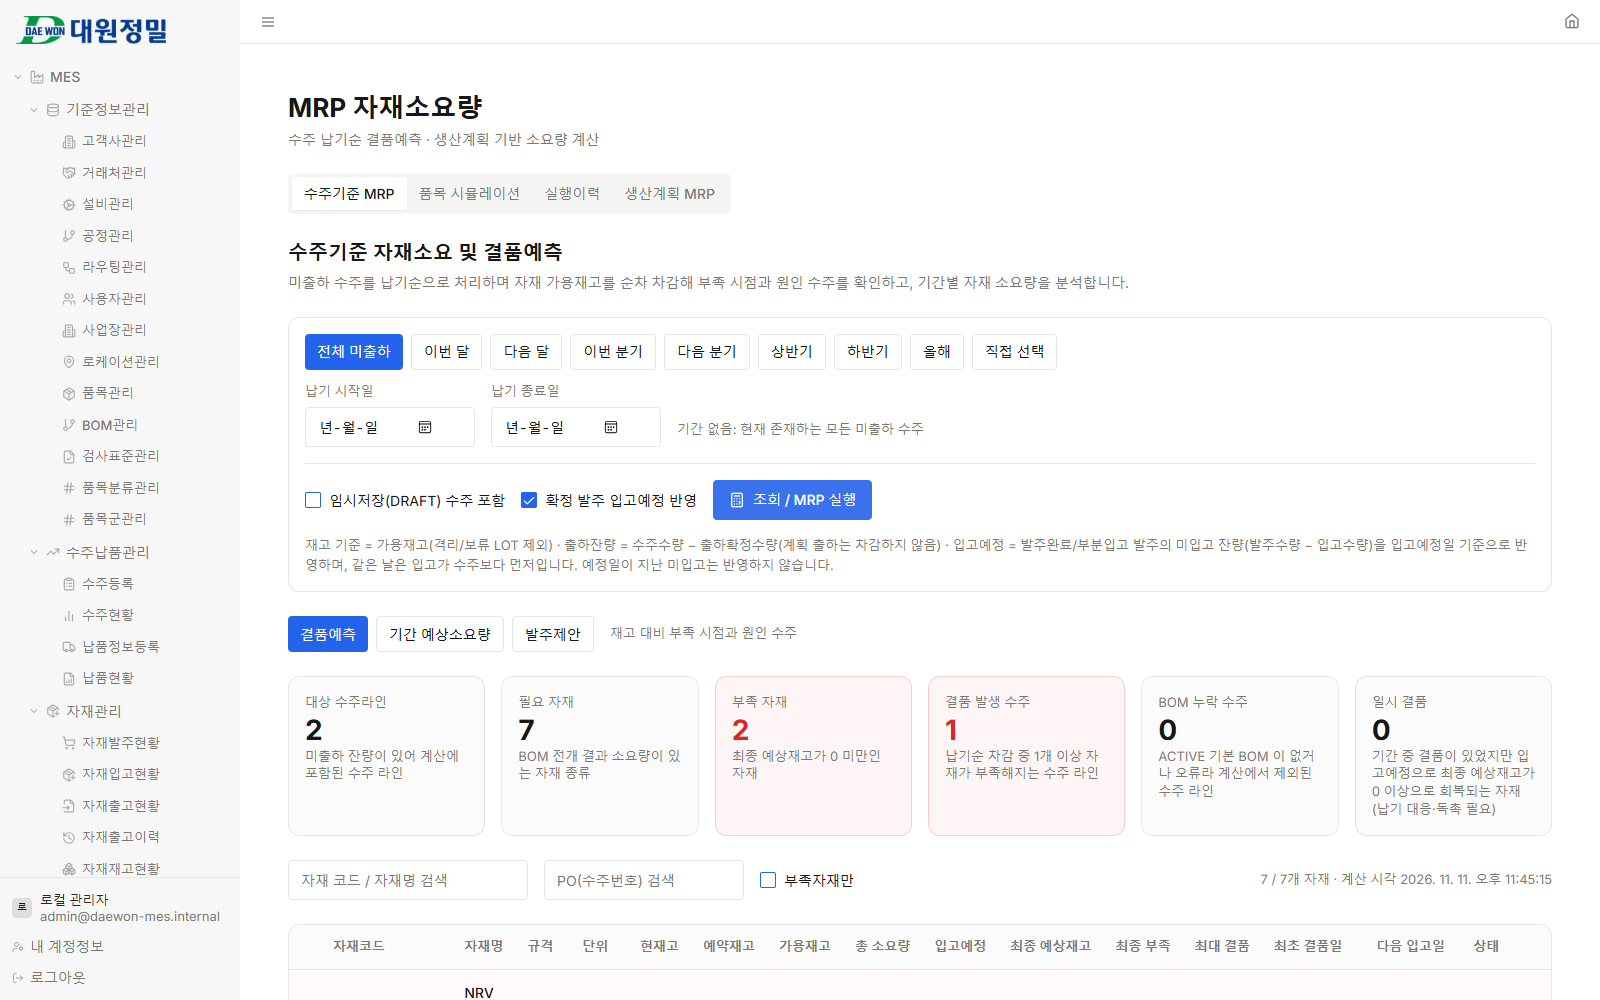 DAE WON 대원정밀
MES
기준정보관리
고객사관리
거래처관리
설비관리
공정관리
라우팅관리
사용자관리
사업장관리
로케이션관리
품목관리
BOM관리
검사표준관리
품목분류관리
품목군관리
수주납품관리
수주등록
수주현황
납품정보등록
납품현황
자재관리
자재발주현황
자재입고현황
자재출고현황
자재출고이력
자재재고현황
로
로컬 관리자
admin@daewon-mes.internal
내 계정정보
로그아웃
MRP 자재소요량
수주 납기순 결품예측 · 생산계획 기반 소요량 계산
수주기준 MRP 품목 시뮬레이션 실행이력 생산계획 MRP
수주기준 자재소요 및 결품예측
미출하 수주를 납기순으로 처리하며 자재 가용재고를 순차 차감해 부족 시점과 원인 수주를 확인하고, 기간별 자재 소요량을 분석합니다.
전체 미출하 이번 달 다음 달 이번 분기 다음 분기 상반기 하반기 올해 직접 선택
납기 시작일 납기 종료일
년-월-일 년-월-일 기간 없음: 현재 존재하는 모든 미출하 수주
임시저장(DRAFT) 수주 포함 확정 발주 입고예정 반영 조회 / MRP 실행
재고 기준 = 가용재고(격리/보류 LOT 제외) · 출하잔량 = 수주수량 − 출하확정수량(계획 출하는 차감하지 않음) · 입고예정 = 발주완료/부분입고 발주의 미입고 잔량(발주수량 − 입고수량)을 입고예정일 기준으로 반
영하며, 같은 날은 입고가 수주보다 먼저입니다. 예정일이 지난 미입고는 반영하지 않습니다.
결품예측 기간 예상소요량 발주제안 재고 대비 부족 시점과 원인 수주
대상 수주라인
2
미출하 잔량이 있어 계산에
포함된 수주 라인
필요 자재
7
BOM 전개 결과 소요량이 있
는 자재 종류
부족 자재
2
최종 예상재고가 0 미만인
자재
결품 발생 수주
1
납기순 차감 중 1개 이상 자
재가 부족해지는 수주 라인
BOM 누락 수주
0
ACTIVE 기본 BOM 이 없거
나 오류라 계산에서 제외된
수주 라인
일시 결품
0
기간 중 결품이 있었지만 입
고예정으로 최종 예상재고가
0 이상으로 회복되는 자재
(납기 대응·독촉 필요)
자재 코드 / 자재명 검색 PO(수주번호) 검색 부족자재만 7 / 7개 자재 · 계산 시각 2026. 11. 11. 오후 11:45:15
자재코드 자재명 규격 단위 현재고 예약재고 가용재고 총 소요량 입고예정 최종 예상재고 최종 부족 최대 결품 최초 결품일 다음 입고일 상태
NRV